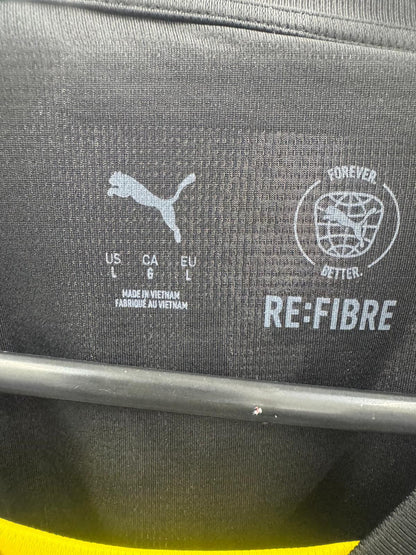 US CA EU
L G L
MADE IN VIETNAM
FABRIQUÉ AU VIETNAM
FOREVER.
BETTER.
RE:FIBRE